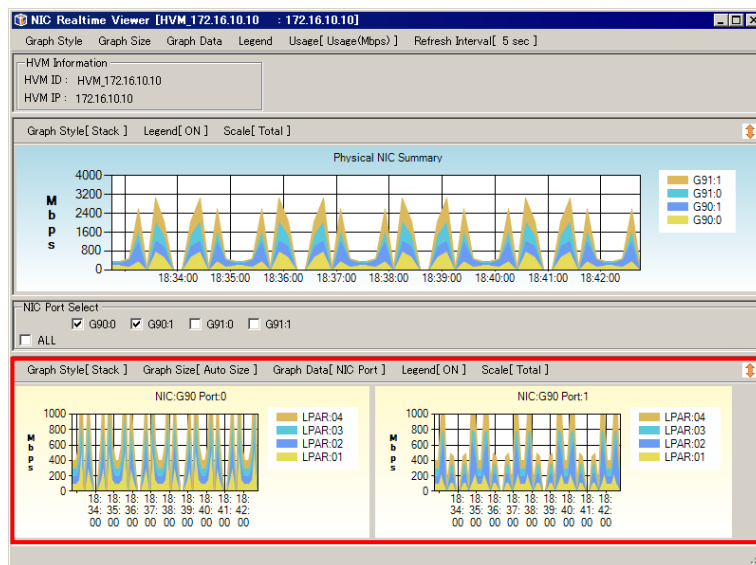 NIC Realtime Viewer [HVM_172.16.10.10 : 172.16.10.10]
Graph Style Graph Size Graph Data Legend Usage[ Usage(Mbps) ] Refresh Interval[ 5 sec ]
HVM Information
HVM ID : HVM_172.16.10.10
HVM IP : 172.16.10.10
Graph Style[ Stack ] Legend[ ON ] Scale[ Total ]
Physical NIC Summary
Mbps
4000
3200
2400
1600
800
0
18:34:00 18:35:00 18:36:00 18:37:00 18:38:00 18:39:00 18:40:00 18:41:00 18:42:00
G91:1
G91:0
G90:1
G90:0
NIC Port Select
G90:0 G90:1 G91:0 G91:1
ALL
Graph Style[ Stack ] Graph Size[ Auto Size ] Graph Data[ NIC Port ] Legend[ ON ] Scale[ Total ]
NIC:G90 Port:0
Mbps
1000
800
600
400
200
0
18: 18: 18: 18: 18: 18: 18: 18: 18:
34: 35: 36: 37: 38: 39: 40: 41: 42:
00 00 00 00 00 00 00 00 00
LPAR:04
LPAR:03
LPAR:02
LPAR:01
NIC:G90 Port:1
Mbps
1000
800
600
400
200
0
18: 18: 18: 18: 18: 18: 18: 18: 18:
34: 35: 36: 37: 38: 39: 40: 41: 42:
00 00 00 00 00 00 00 00 00
LPAR:04
LPAR:03
LPAR:02
LPAR:01